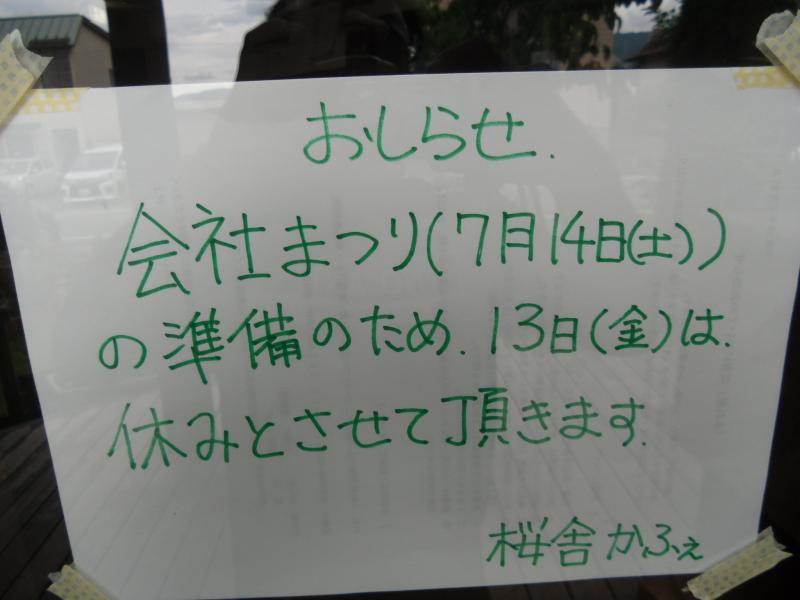 おしらせ.
会社まつり(7月14日(土))
の準備のため.13日(金)は.
休みとさせて頂きます.
桜舎かふぇ